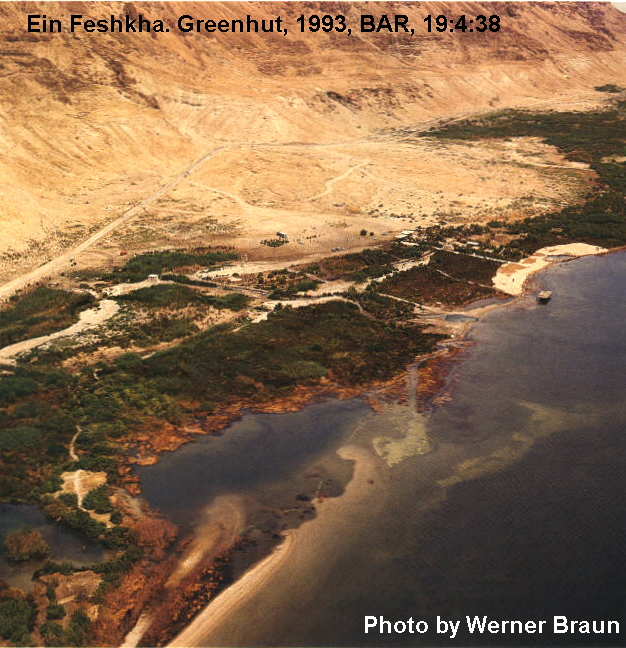 Ein Feshkha. Greenhut, 1993, BAR, 19:4:38
Photo by Werner Braun